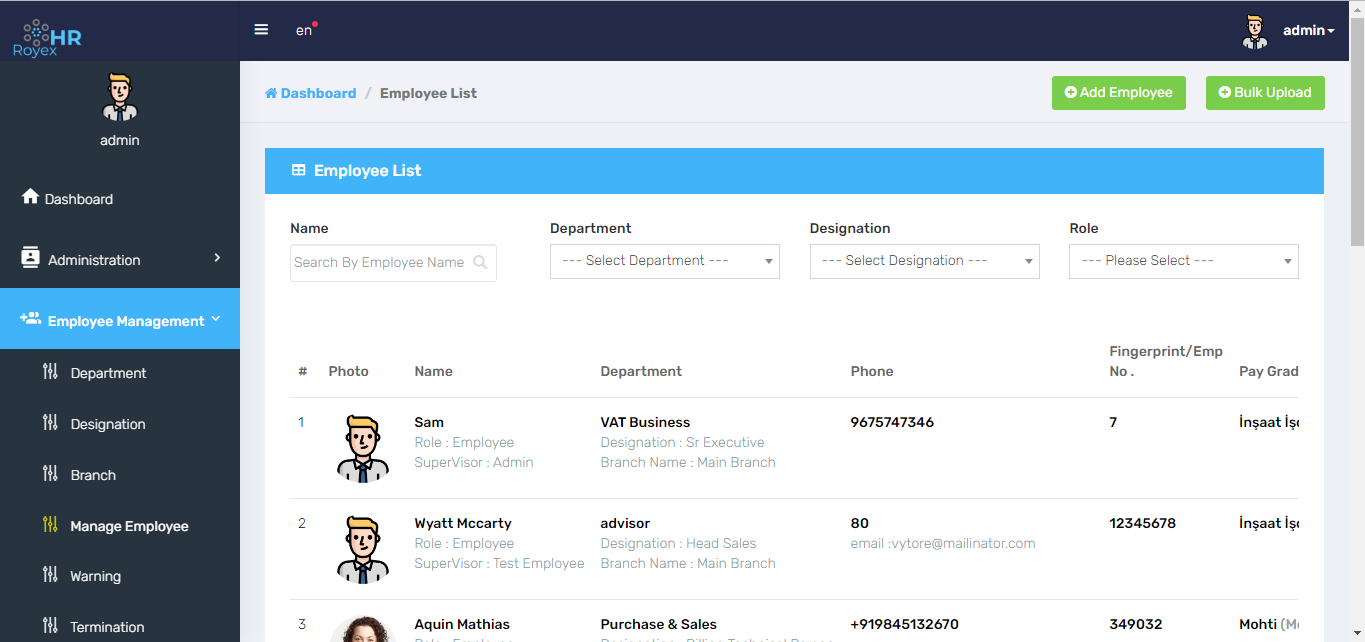 HR
Royex
en
admin
admin
Dashboard / Employee List
Add Employee
Bulk Upload
Dashboard
Administration
Employee Management
Department
Designation
Branch
Manage Employee
Warning
Termination
Employee List
Name
Department
Designation
Role
Search By Employee Name
--- Select Department ---
--- Select Designation ---
--- Please Select ---
# Photo Name Department Phone Fingerprint/Emp No . Pay Grad
1 Sam VAT Business 9675747346 7 İnşaat İşç
Role : Employee Designation : Sr Executive
SuperVisor : Admin Branch Name : Main Branch
2 Wyatt Mccarty advisor 80 12345678 İnşaat İşç
Role : Employee Designation : Head Sales email :vytore@mailinator.com
SuperVisor : Test Employee Branch Name : Main Branch
3 Aquin Mathias Purchase & Sales +919845132670 349032 Mohti (Mo